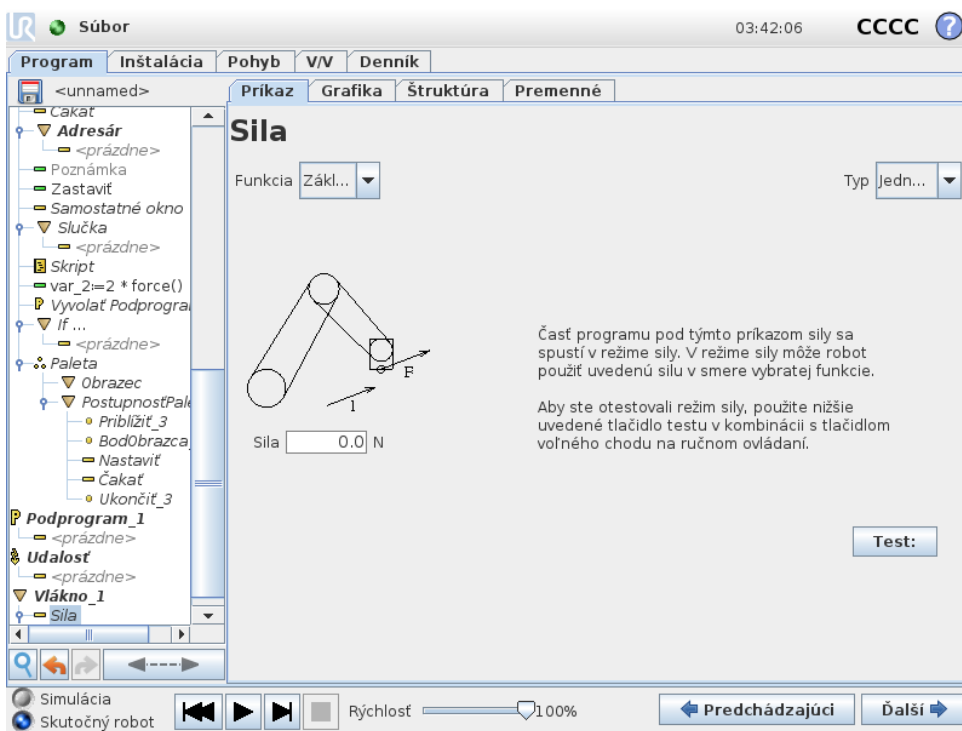 UR Súbor 03:42:06 CCCC ?
Program Inštalácia Pohyb V/V Denník
<unnamed>
Príkaz Grafika Štruktúra Premenné
Čakať
Adresár
<prázdne>
Poznámka
Zastaviť
Samostatné okno
Slučka
<prázdne>
Skript
var_2:=2 * force()
Vyvolať Podprogra
If ...
<prázdne>
Paleta
Obrazec
PostupnosťPale
Priblížiť_3
BodObrazca_
Nastaviť
Čakať
Ukončiť_3
Podprogram_1
<prázdne>
Udalosť
<prázdne>
Vlákno_1
Sila
Sila
Funkcia Zákl...
Typ Jedn...
F
1
Sila 0.0 N
Časť programu pod týmto príkazom sily sa
spustí v režime sily. V režime sily môže robot
použiť uvedenú silu v smere vybratej funkcie.
Aby ste otestovali režim sily, použite nižšie
uvedené tlačidlo testu v kombinácii s tlačidlom
voľného chodu na ručnom ovládaní.
Test:
Simulácia
Skutočný robot
Rýchlosť 100%
Predchádzajúci
Ďalší